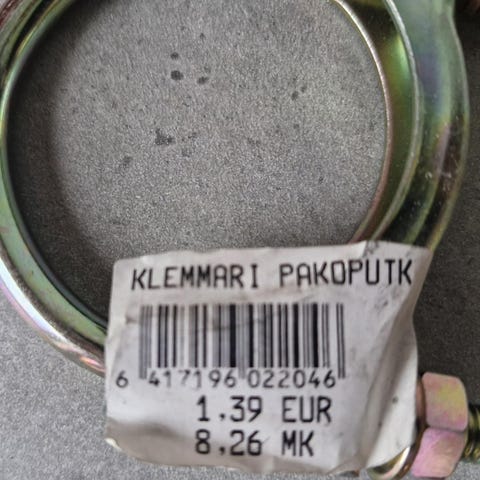 KLEMMARI PAKOPUTK
6 417196 022046
1,39 EUR
8,26 MK